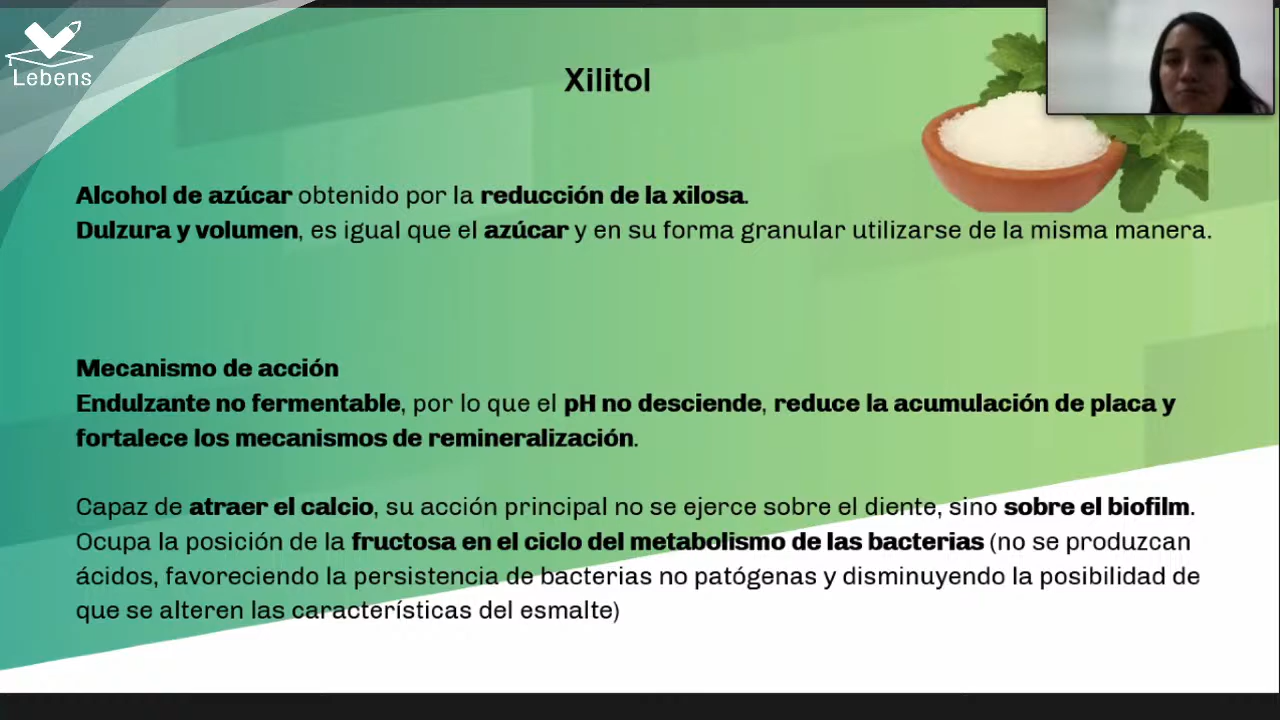 Lebens
Xilitol
Alcohol de azúcar obtenido por la reducción de la xilosa.
Dulzura y volumen, es igual que el azúcar y en su forma granular utilizarse de la misma manera.
Mecanismo de acción
Endulzante no fermentable, por lo que el pH no desciende, reduce la acumulación de placa y
fortalece los mecanismos de remineralización.
Capaz de atraer el calcio, su acción principal no se ejerce sobre el diente, sino sobre el biofilm.
Ocupa la posición de la fructosa en el ciclo del metabolismo de las bacterias (no se produzcan
ácidos, favoreciendo la persistencia de bacterias no patógenas y disminuyendo la posibilidad de
que se alteren las características del esmalte)